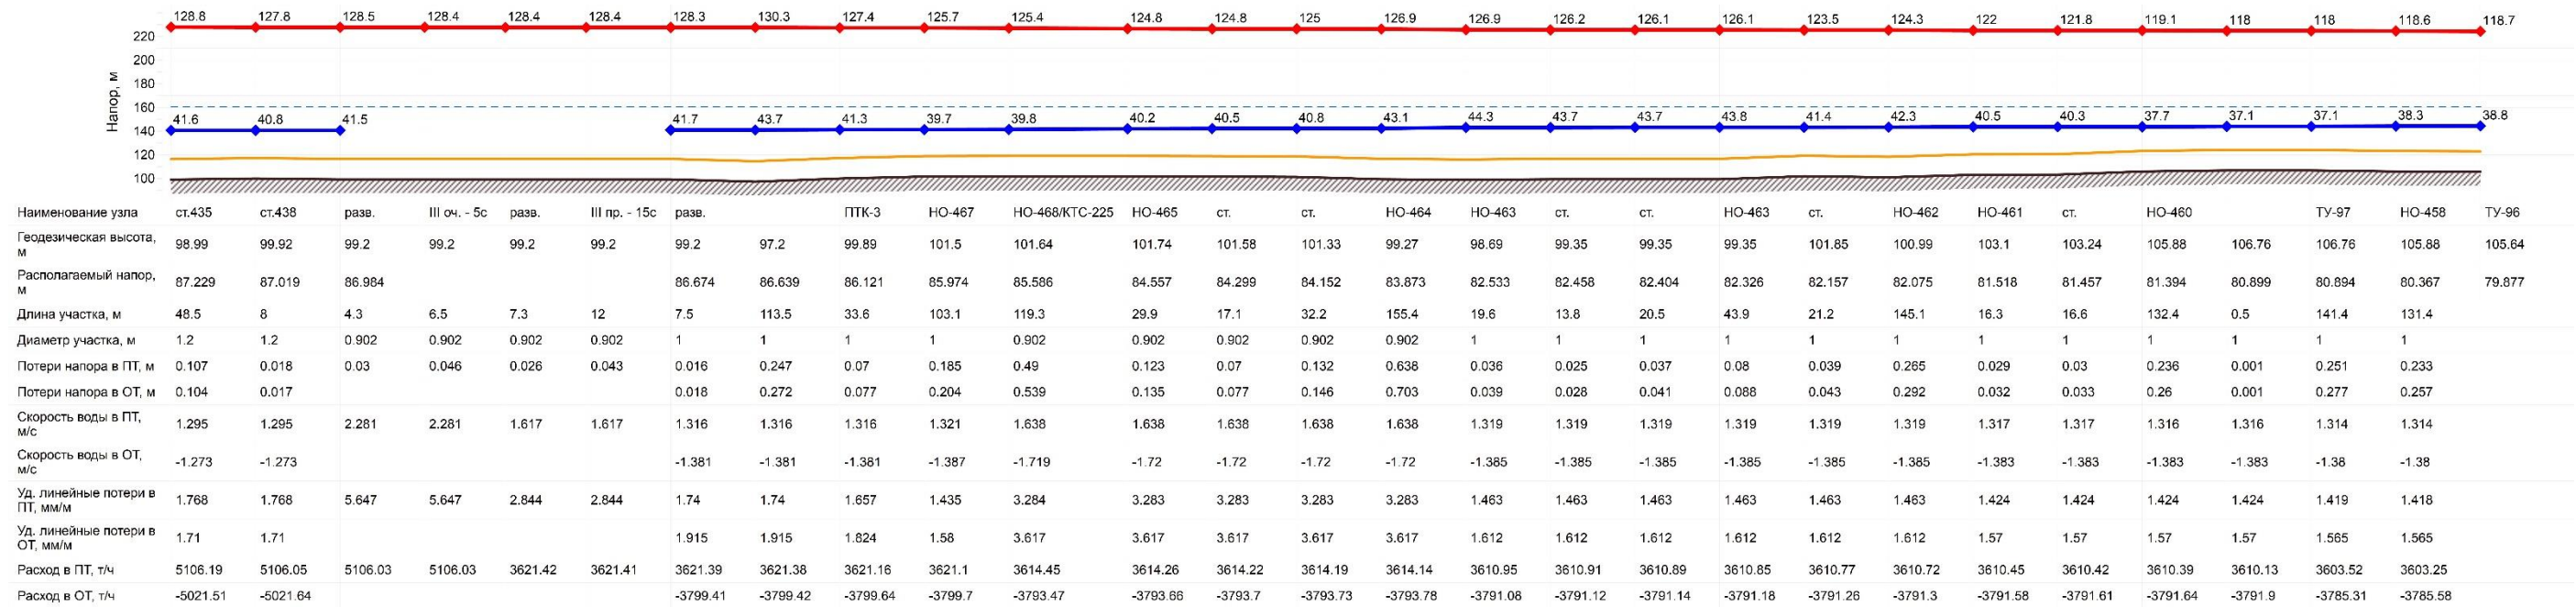 128.8 127.8 128.5 128.4 128.4 128.4 128.3 130.3 127.4 125.7 125.4 124.8 124.8 125 126.9 126.9 126.2 126.1 126.1 123.5 124.3 122 121.8 119.1 118 118 118.6 118.7
220
200
180
160
140
120
100
Напор, м
41.6 40.8 41.5 41.7 43.7 41.3 39.7 39.8 40.2 40.5 40.8 43.1 44.3 43.7 43.7 43.8 41.4 42.3 40.5 40.3 37.7 37.1 37.1 38.3 38.8
Наименование узла ст.435 ст.438 разв. III оч. - 5с разв. III пр. - 15с разв. ПТК-3 НО-467 НО-468/КТС-225 НО-465 ст. ст. НО-464 НО-463 ст. ст. НО-463 ст. НО-462 НО-461 ст. НО-460 ТУ-97 НО-458 ТУ-96
Геодезическая высота,
м
98.99 99.92 99.2 99.2 99.2 99.2 99.2 97.2 99.89 101.5 101.64 101.74 101.58 101.33 99.27 98.69 99.35 99.35 99.35 101.85 100.99 103.1 103.24 105.88 106.76 106.76 105.88 105.64
Располагаемый напор,
м
87.229 87.019 86.984 86.674 86.639 86.121 85.974 85.586 84.557 84.299 84.152 83.873 82.533 82.458 82.404 82.326 82.157 82.075 81.518 81.457 81.394 80.899 80.894 80.367 79.877
Длина участка, м 48.5 8 4.3 6.5 7.3 12 7.5 113.5 33.6 103.1 119.3 29.9 17.1 32.2 155.4 19.6 13.8 20.5 43.9 21.2 145.1 16.3 16.6 132.4 0.5 141.4 131.4
Диаметр участка, м 1.2 1.2 0.902 0.902 0.902 0.902 1 1 1 1 0.902 0.902 0.902 0.902 0.902 1 1 1 1 1 1 1 1 1 1 1 1
Потери напора в ПТ, м 0.107 0.018 0.03 0.046 0.026 0.043 0.016 0.247 0.07 0.185 0.49 0.123 0.07 0.132 0.638 0.036 0.025 0.037 0.08 0.039 0.265 0.029 0.03 0.236 0.001 0.251 0.233
Потери напора в ОТ, м 0.104 0.017 0.018 0.272 0.077 0.204 0.539 0.135 0.077 0.146 0.703 0.039 0.028 0.041 0.088 0.043 0.292 0.032 0.033 0.26 0.001 0.277 0.257
Скорость воды в ПТ,
м/с
1.295 1.295 2.281 2.281 1.617 1.617 1.316 1.316 1.316 1.321 1.638 1.638 1.638 1.638 1.638 1.319 1.319 1.319 1.319 1.319 1.319 1.317 1.317 1.316 1.316 1.314 1.314
Скорость воды в ОТ,
м/с
-1.273 -1.273 -1.381 -1.381 -1.381 -1.387 -1.719 -1.72 -1.72 -1.72 -1.72 -1.385 -1.385 -1.385 -1.385 -1.385 -1.385 -1.383 -1.383 -1.383 -1.383 -1.38 -1.38
Уд. линейные потери в
ПТ, мм/м
1.768 1.768 5.647 5.647 2.844 2.844 1.74 1.74 1.657 1.435 3.284 3.283 3.283 3.283 3.283 1.463 1.463 1.463 1.463 1.463 1.463 1.424 1.424 1.424 1.424 1.419 1.418
Уд. линейные потери в
ОТ, мм/м
1.71 1.71 1.915 1.915 1.824 1.58 3.617 3.617 3.617 3.617 3.617 1.612 1.612 1.612 1.612 1.612 1.612 1.57 1.57 1.57 1.57 1.565 1.565
Расход в ПТ, т/ч 5106.19 5106.05 5106.03 5106.03 3621.42 3621.41 3621.39 3621.38 3621.16 3621.1 3614.45 3614.26 3614.22 3614.19 3614.14 3610.95 3610.91 3610.89 3610.85 3610.77 3610.72 3610.45 3610.42 3610.39 3610.13 3603.52 3603.25
Расход в ОТ, т/ч -5021.51 -5021.64 -3799.41 -3799.42 -3799.64 -3799.7 -3793.47 -3793.66 -3793.7 -3793.73 -3793.78 -3791.08 -3791.12 -3791.14 -3791.18 -3791.26 -3791.3 -3791.58 -3791.61 -3791.64 -3791.9 -3785.31 -3785.58